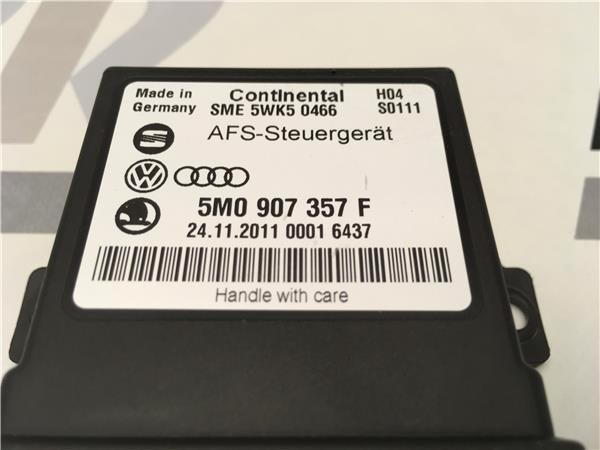 Made in Germany
Continental
SME 5WK5 0466
H04
S0111
AFS-Steuergerät
5M0 907 357 F
24.11.2011 0001 6437
Handle with care